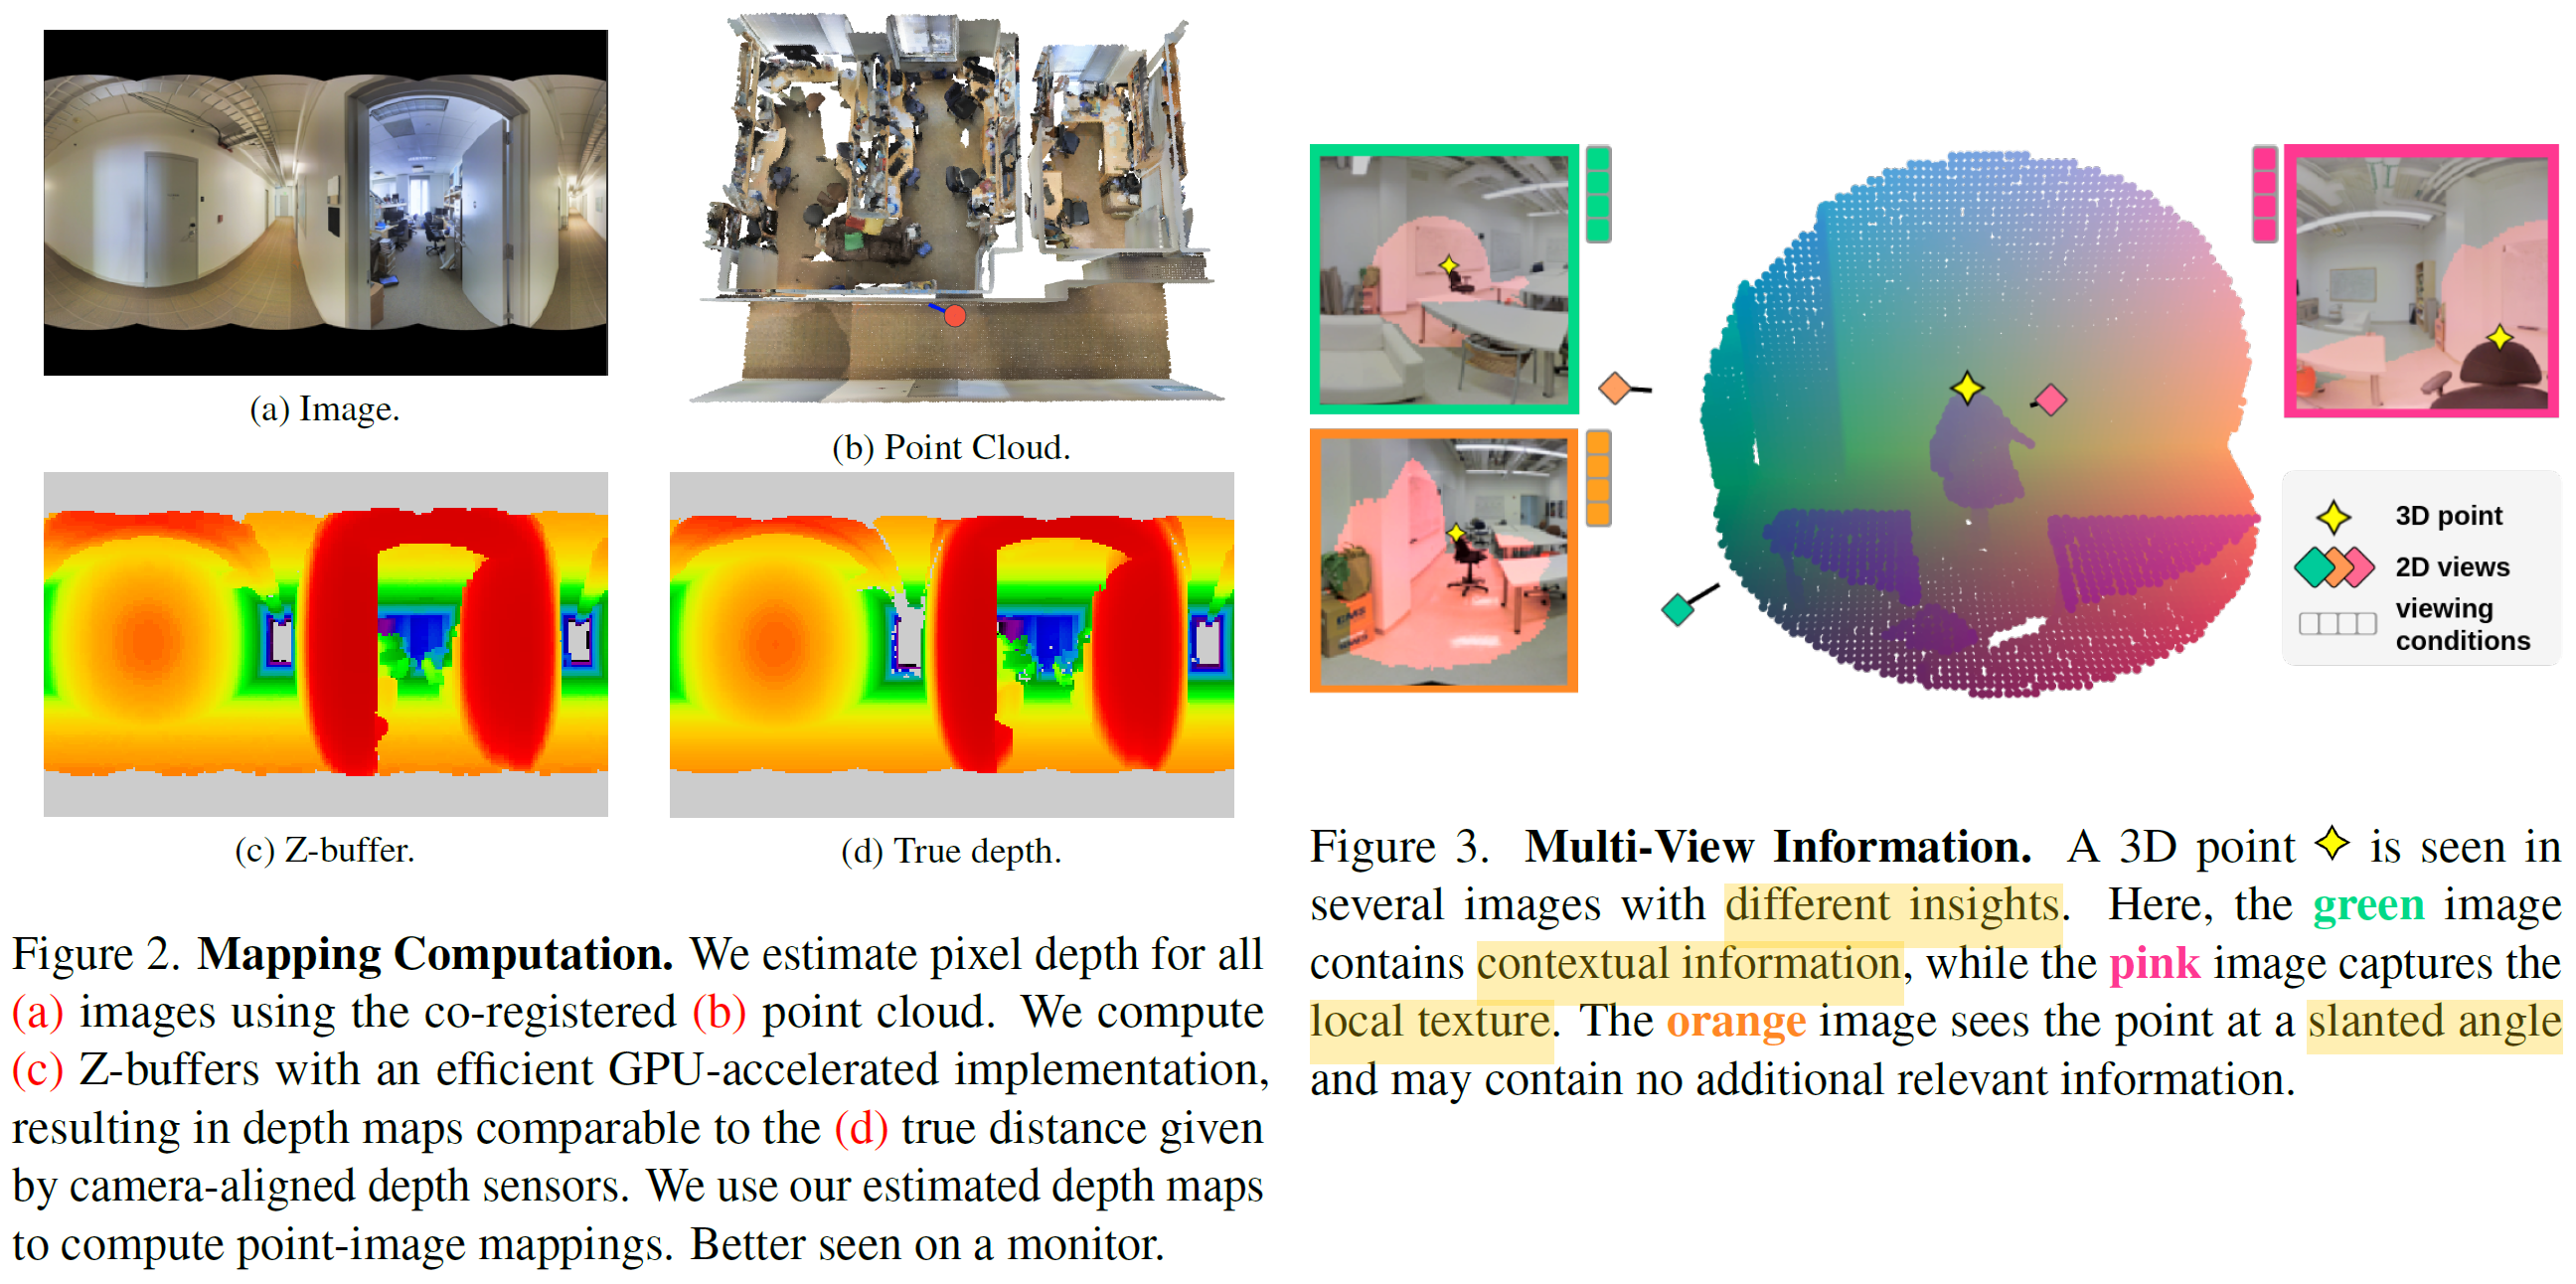 (a) Image.
(b) Point Cloud.
(c) Z-buffer.
(d) True depth.
Figure 2. Mapping Computation. We estimate pixel depth for all
(a) images using the co-registered (b) point cloud. We compute
(c) Z-buffers with an efficient GPU-accelerated implementation,
resulting in depth maps comparable to the (d) true distance given
by camera-aligned depth sensors. We use our estimated depth maps
to compute point-image mappings. Better seen on a monitor.
3D point
2D views
viewing
conditions
Figure 3. Multi-View Information. A 3D point is seen in
several images with different insights. Here, the green image
contains contextual information, while the pink image captures the
local texture. The orange image sees the point at a slanted angle
and may contain no additional relevant information.